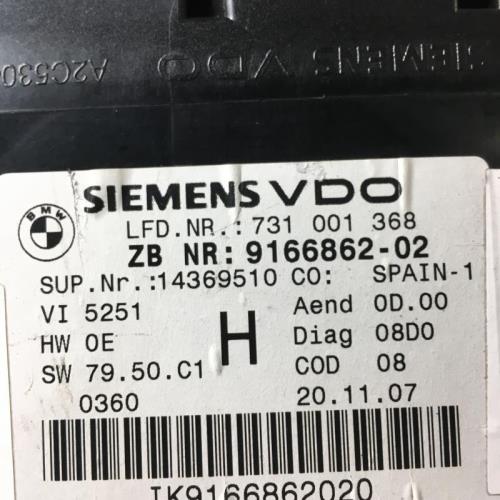 SIEMENS VDO A2C530
BMW
SIEMENS VDO
LFD.NR.: 731 001 368
ZB NR: 9166862-02
SUP.Nr.:14369510 CO: SPAIN-1
VI 5251 Aend 0D.00
HW 0E H Diag 08D0
SW 79.50.C1 COD 08
0360 20.11.07
IK9166862020